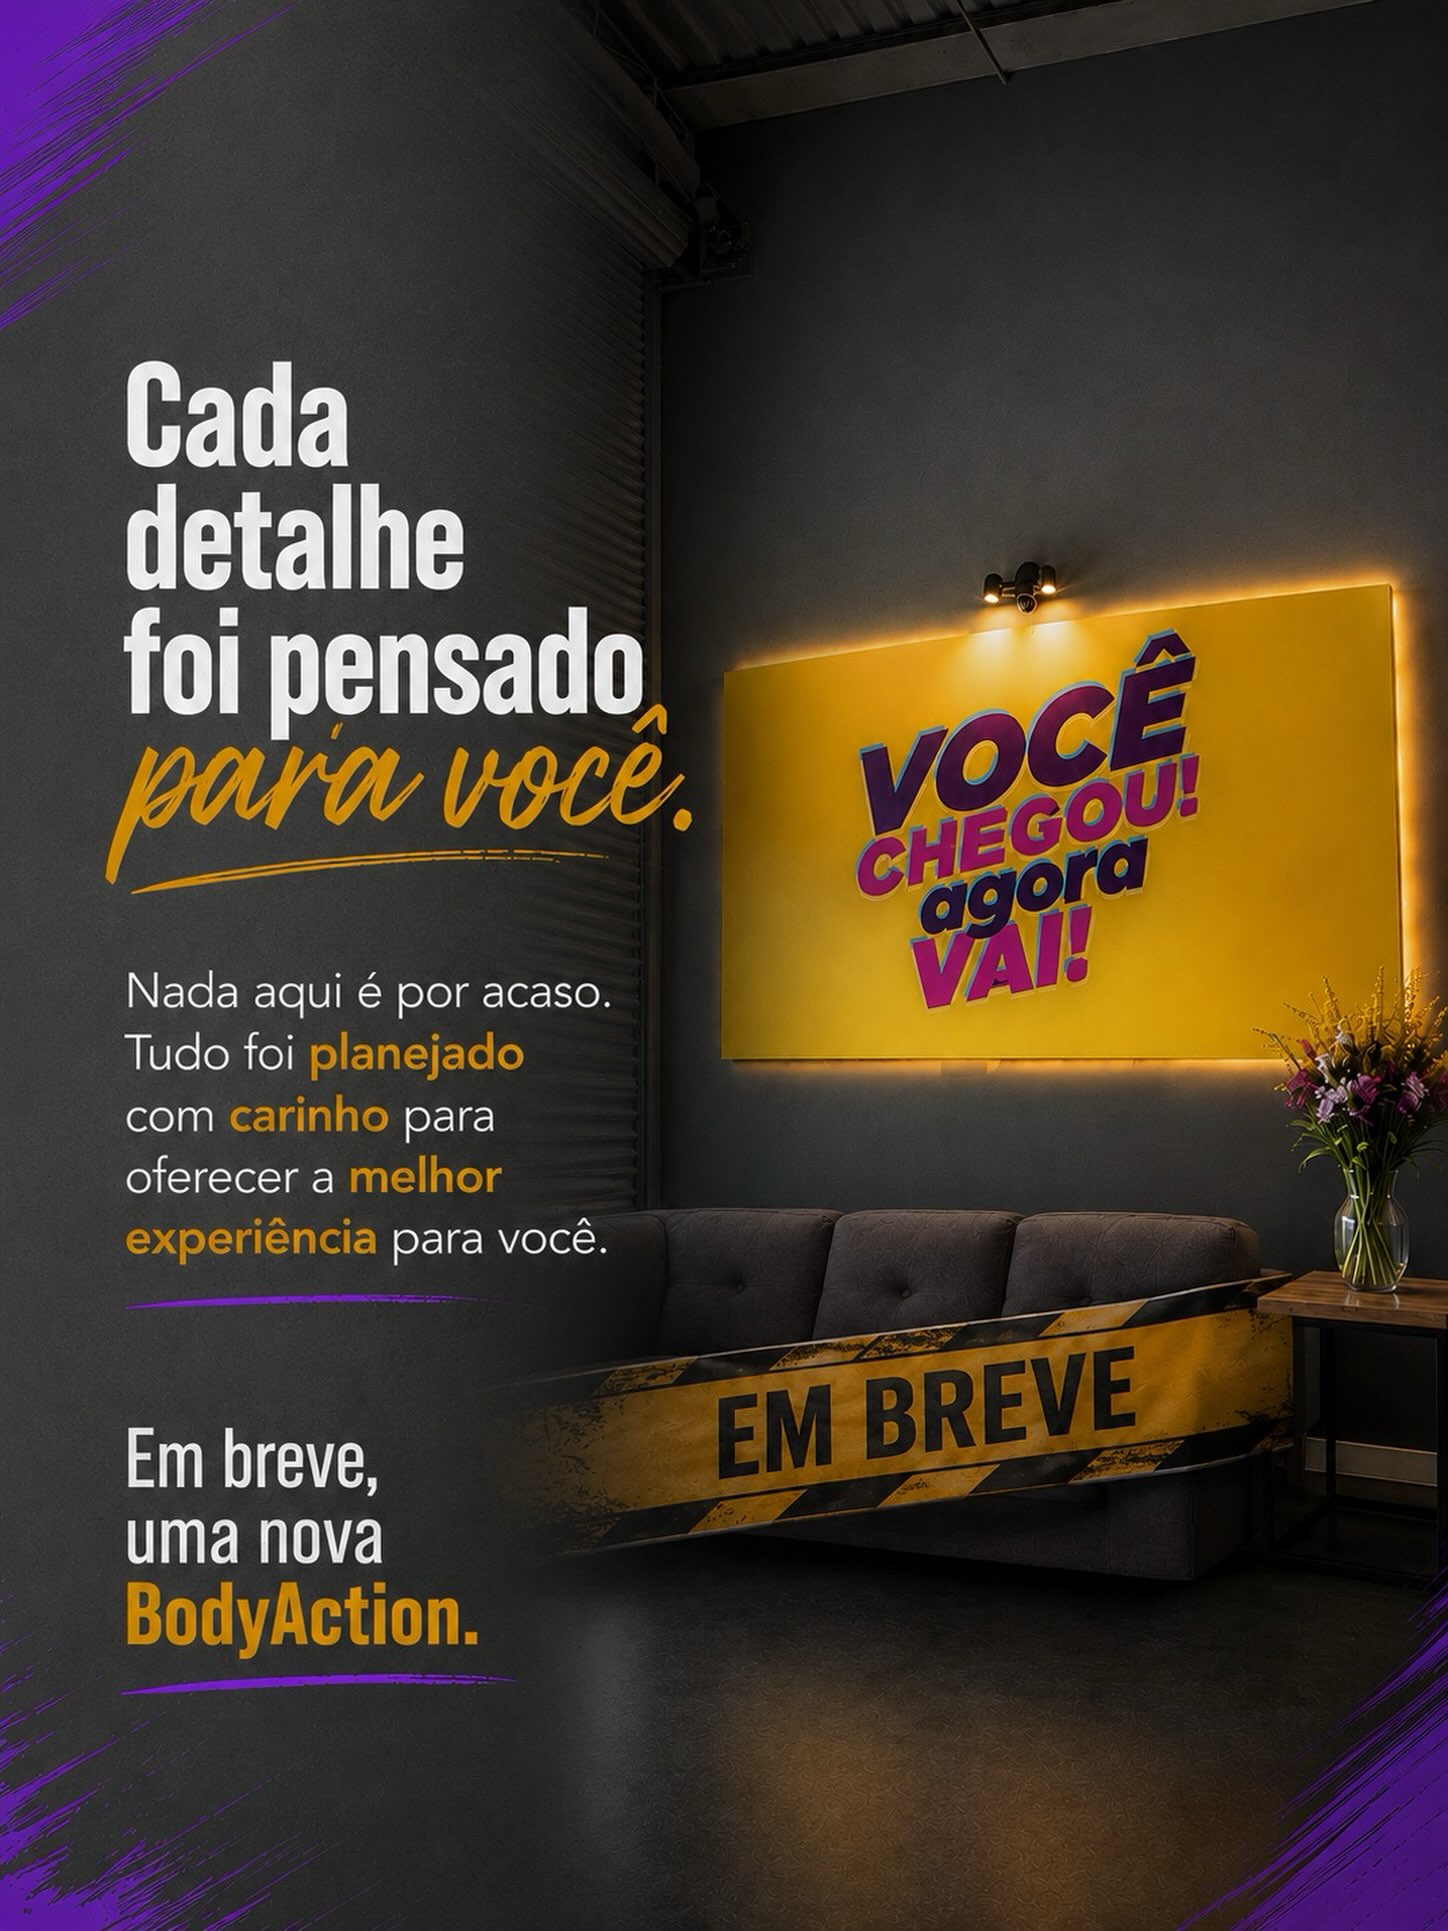 Cada
detalhe
foi pensado
para você.
Nada aqui é por acaso.
Tudo foi planejado
com carinho para
oferecer a melhor
experiência para você.
Em breve,
uma nova
BodyAction.
VOCÊ
CHEGOU!
agora
VAI!
EM BREVE